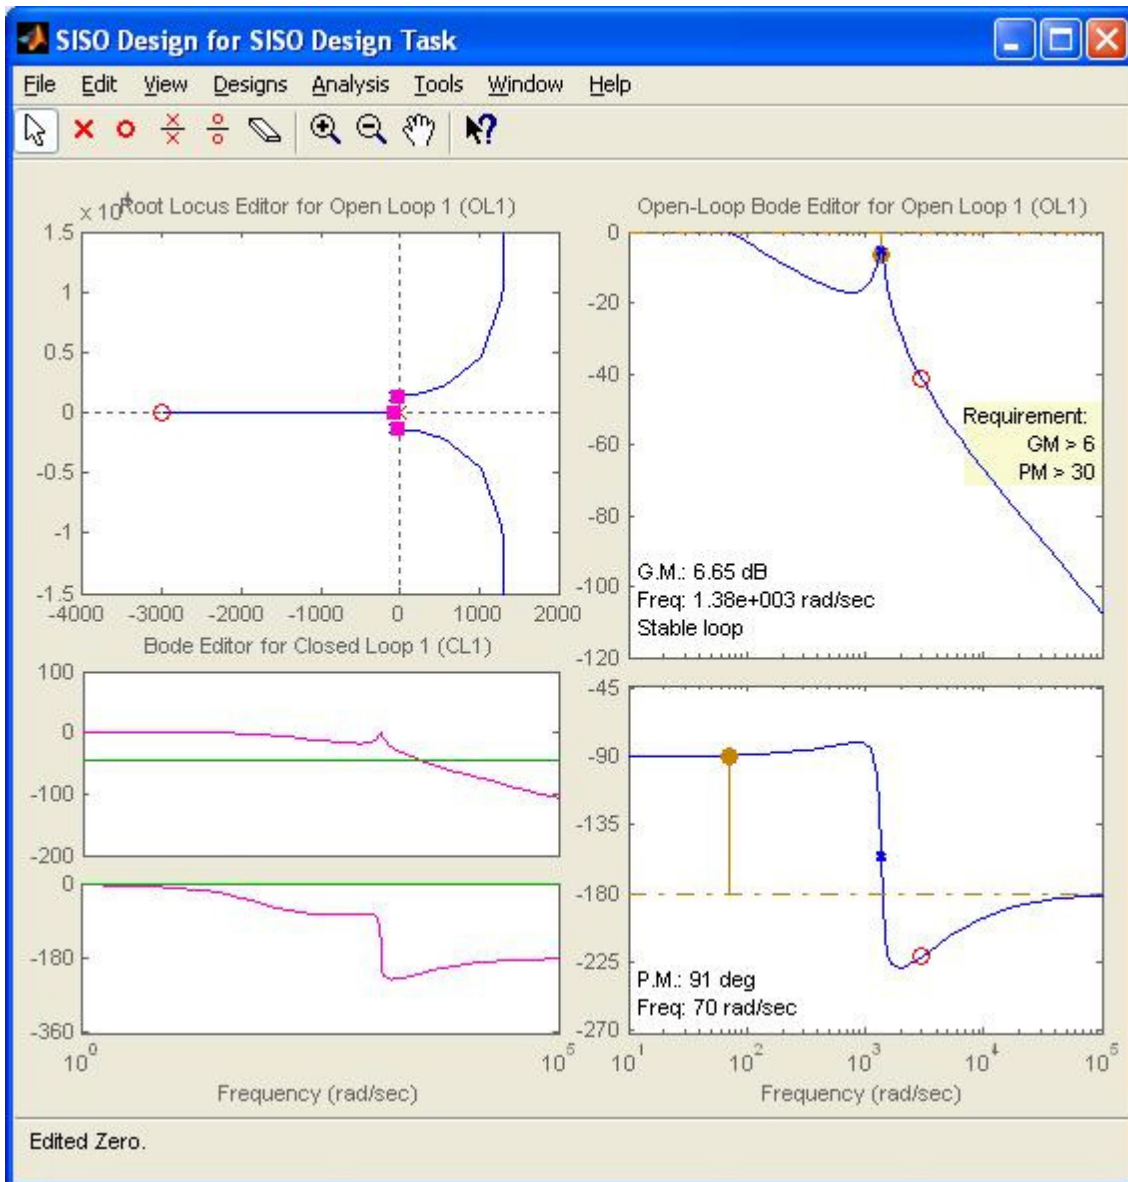 SISO Design for SISO Design Task
File Edit View Designs Analysis Tools Window Help
x 10^4
Root Locus Editor for Open Loop 1 (OL1)
1.5
1
0.5
0
-0.5
-1
-1.5
-4000 -3000 -2000 -1000 0 1000 2000
Bode Editor for Closed Loop 1 (CL1)
100
0
-100
-200
0
-180
-360
10^0 10^5
Frequency (rad/sec)
Open-Loop Bode Editor for Open Loop 1 (OL1)
0
-20
-40
-60
-80
-100
-120
Requirement:
GM > 6
PM > 30
G.M.: 6.65 dB
Freq: 1.38e+003 rad/sec
Stable loop
-45
-90
-135
-180
-225
-270
P.M.: 91 deg
Freq: 70 rad/sec
10^1 10^2 10^3 10^4 10^5
Frequency (rad/sec)
Edited Zero.